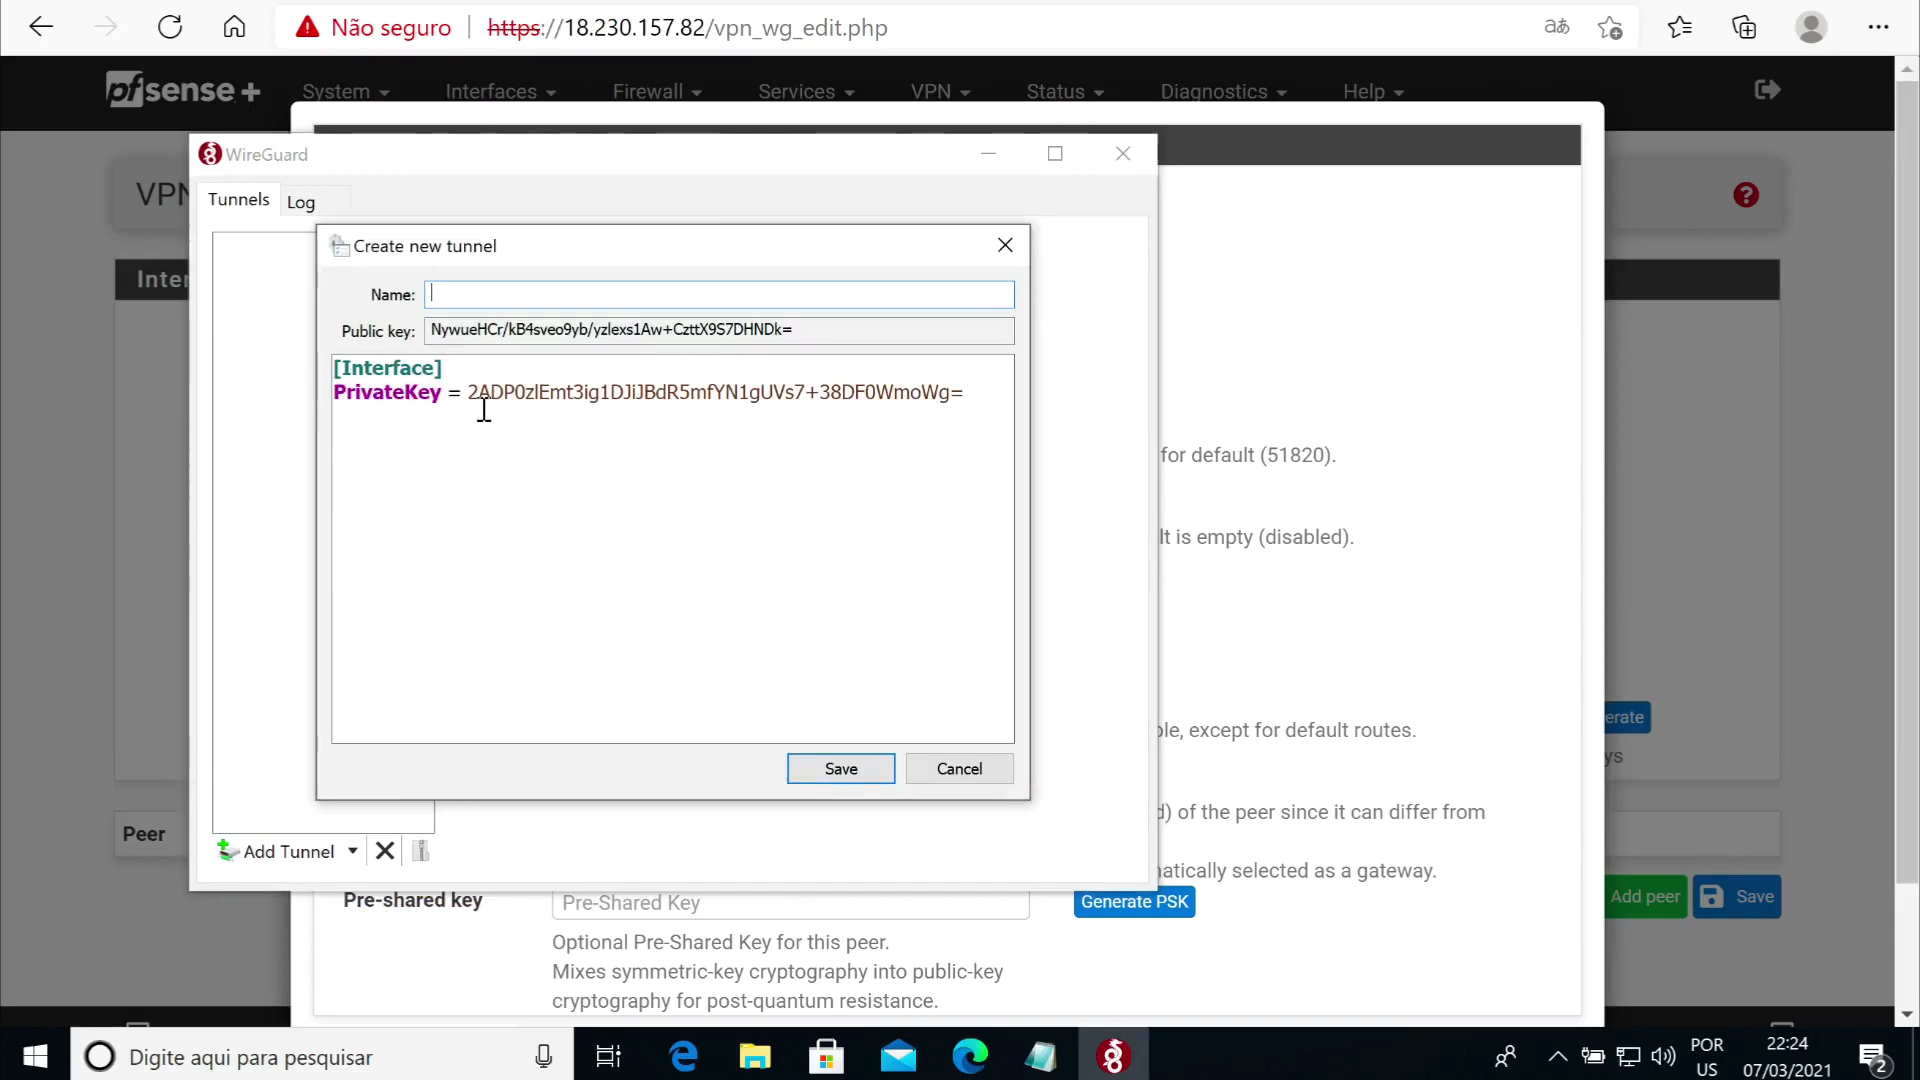 Não seguro
https://18.230.157.82/vpn_wg_edit.php
pfsense +
System
Interfaces
Firewall
Services
VPN
Status
Diagnostics
Help
VPN
WireGuard
Tunnels
Log
Create new tunnel
Name:
Public key:
NywueHCr/kB4sveo9yb/yzlexs1Aw+CzttX9S7DHNDk=
[Interface]
PrivateKey = 2ADP0zlEmt3ig1DJiJBdR5mfYN1gUVs7+38DF0WmoWg=
Save
Cancel
for default (51820).
lt is empty (disabled).
erate
ble, except for default routes.
ys
d) of the peer since it can differ from
Peer
Add Tunnel
matically selected as a gateway.
Pre-shared key
Pre-Shared Key
Generate PSK
Add peer
Save
Optional Pre-Shared Key for this peer.
Mixes symmetric-key cryptography into public-key
cryptography for post-quantum resistance.
Digite aqui para pesquisar
POR
US
22:24
07/03/2021
2